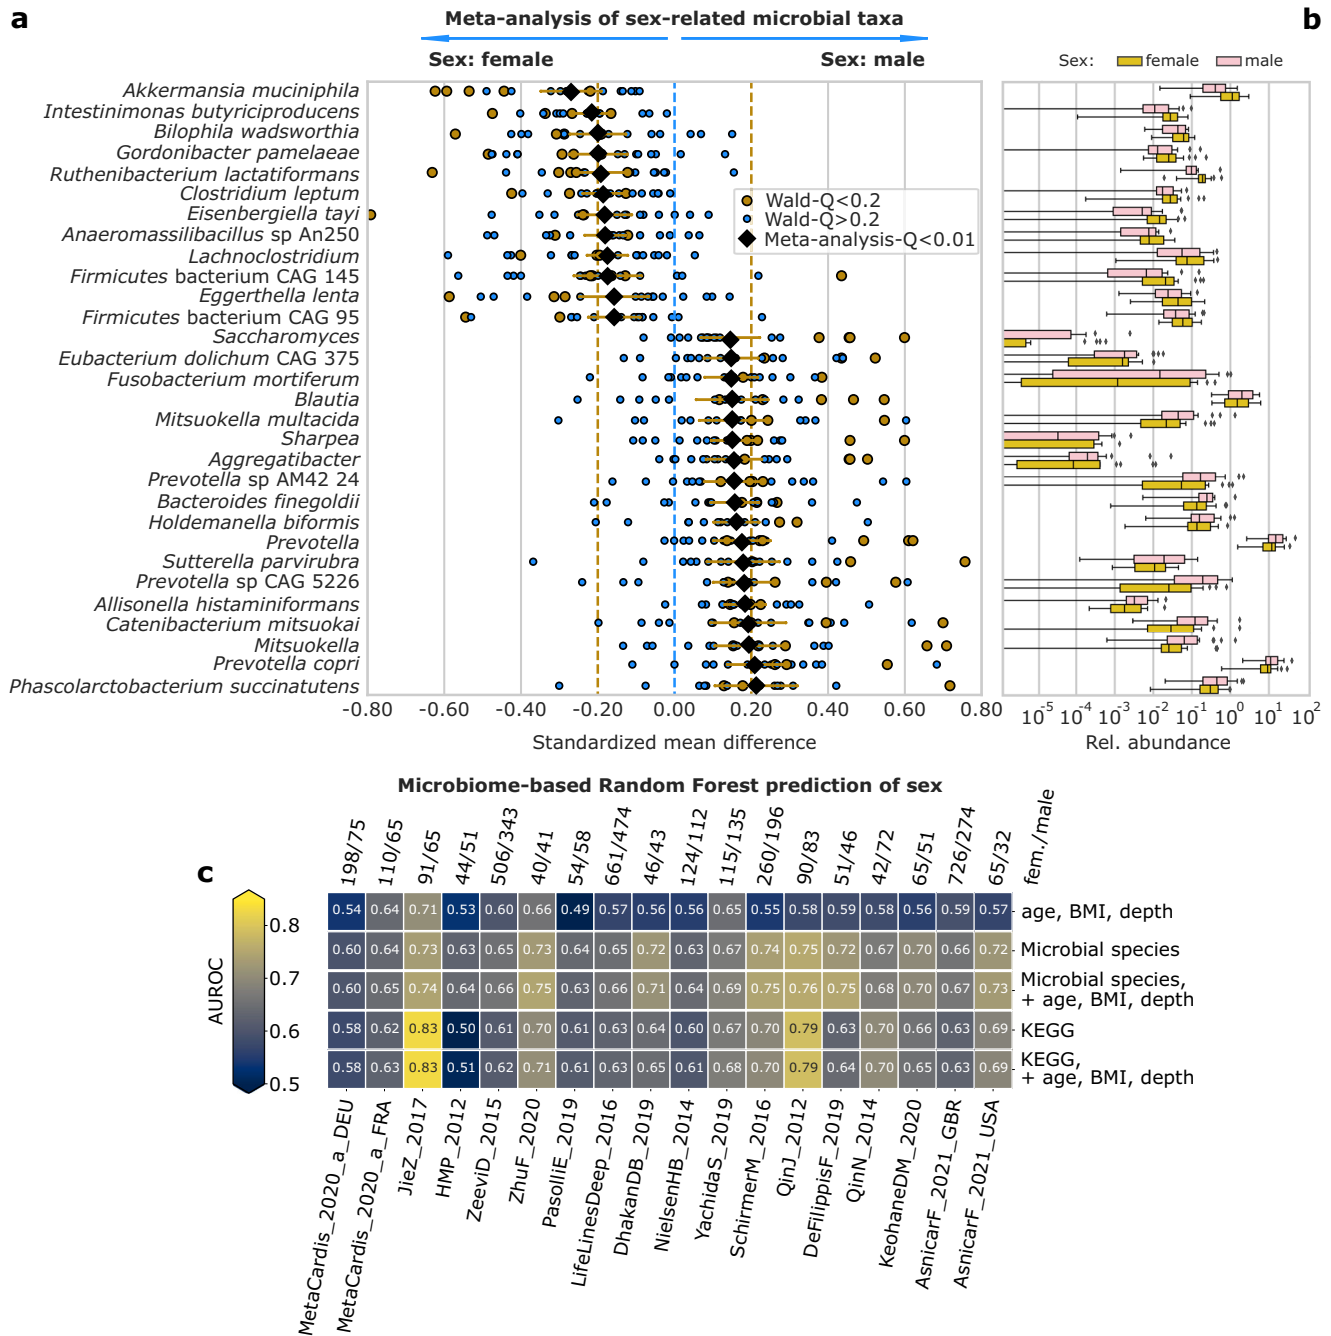 a
Meta-analysis of sex-related microbial taxa
b
Sex: female
Sex: male
Sex:
female
male
Akkermansia muciniphila
Intestinimonas butyriciproducens
Bilophila wadsworthia
Gordonibacter pamelaeae
Ruthenibacterium lactatiformans
Clostridium leptum
Eisenbergiella tayi
Anaeromassilibacillus sp An250
Lachnoclostridium
Firmicutes bacterium CAG 145
Eggerthella lenta
Firmicutes bacterium CAG 95
Saccharomyces
Eubacterium dolichum CAG 375
Fusobacterium mortiferum
Blautia
Mitsuokella multacida
Sharpea
Aggregatibacter
Prevotella sp AM42 24
Bacteroides finegoldii
Holdemanella biformis
Prevotella
Sutterella parvirubra
Prevotella sp CAG 5226
Allisonella histaminiformans
Catenibacterium mitsuokai
Mitsuokella
Prevotella copri
Phascolarctobacterium succinatutens
Wald-Q<0.2
Wald-Q>0.2
Meta-analysis-Q<0.01
-0.80 -0.60 -0.40 -0.20 0.00 0.20 0.40 0.60 0.80
Standardized mean difference
10-5 10-4 10-3 10-2 10-1 100 101 102
Rel. abundance
Microbiome-based Random Forest prediction of sex
c
198/75 110/65 91/65 44/51 506/343 40/41 54/58 661/474 46/43 124/112 115/135 260/196 90/83 51/46 42/72 65/51 726/274 65/32 fem./male
AUROC
0.8
0.7
0.6
0.5
0.54 0.64 0.71 0.53 0.60 0.66 0.49 0.57 0.56 0.56 0.65 0.55 0.58 0.59 0.58 0.56 0.59 0.57 age, BMI, depth
0.60 0.64 0.73 0.63 0.65 0.73 0.64 0.65 0.72 0.63 0.67 0.74 0.75 0.72 0.67 0.70 0.66 0.72 Microbial species
0.60 0.65 0.74 0.64 0.66 0.75 0.63 0.66 0.71 0.64 0.69 0.75 0.76 0.75 0.68 0.70 0.67 0.73 Microbial species,
+ age, BMI, depth
0.58 0.62 0.83 0.50 0.61 0.70 0.61 0.63 0.64 0.60 0.67 0.70 0.79 0.63 0.70 0.66 0.63 0.69 KEGG
0.58 0.63 0.83 0.51 0.62 0.71 0.61 0.63 0.65 0.61 0.68 0.70 0.79 0.64 0.70 0.65 0.63 0.69 KEGG,
+ age, BMI, depth
MetaCardis_2020_a_DEU
MetaCardis_2020_a_FRA
JieZ_2017
HMP_2012
ZeeviD_2015
ZhuF_2020
PasolliE_2019
LifeLinesDeep_2016
DhakanDB_2019
NielsenHB_2014
YachidaS_2019
SchirmerM_2016
QinJ_2012
DeFilippisF_2019
QinN_2014
KeohaneDM_2020
AsnicarF_2021_GBR
AsnicarF_2021_USA